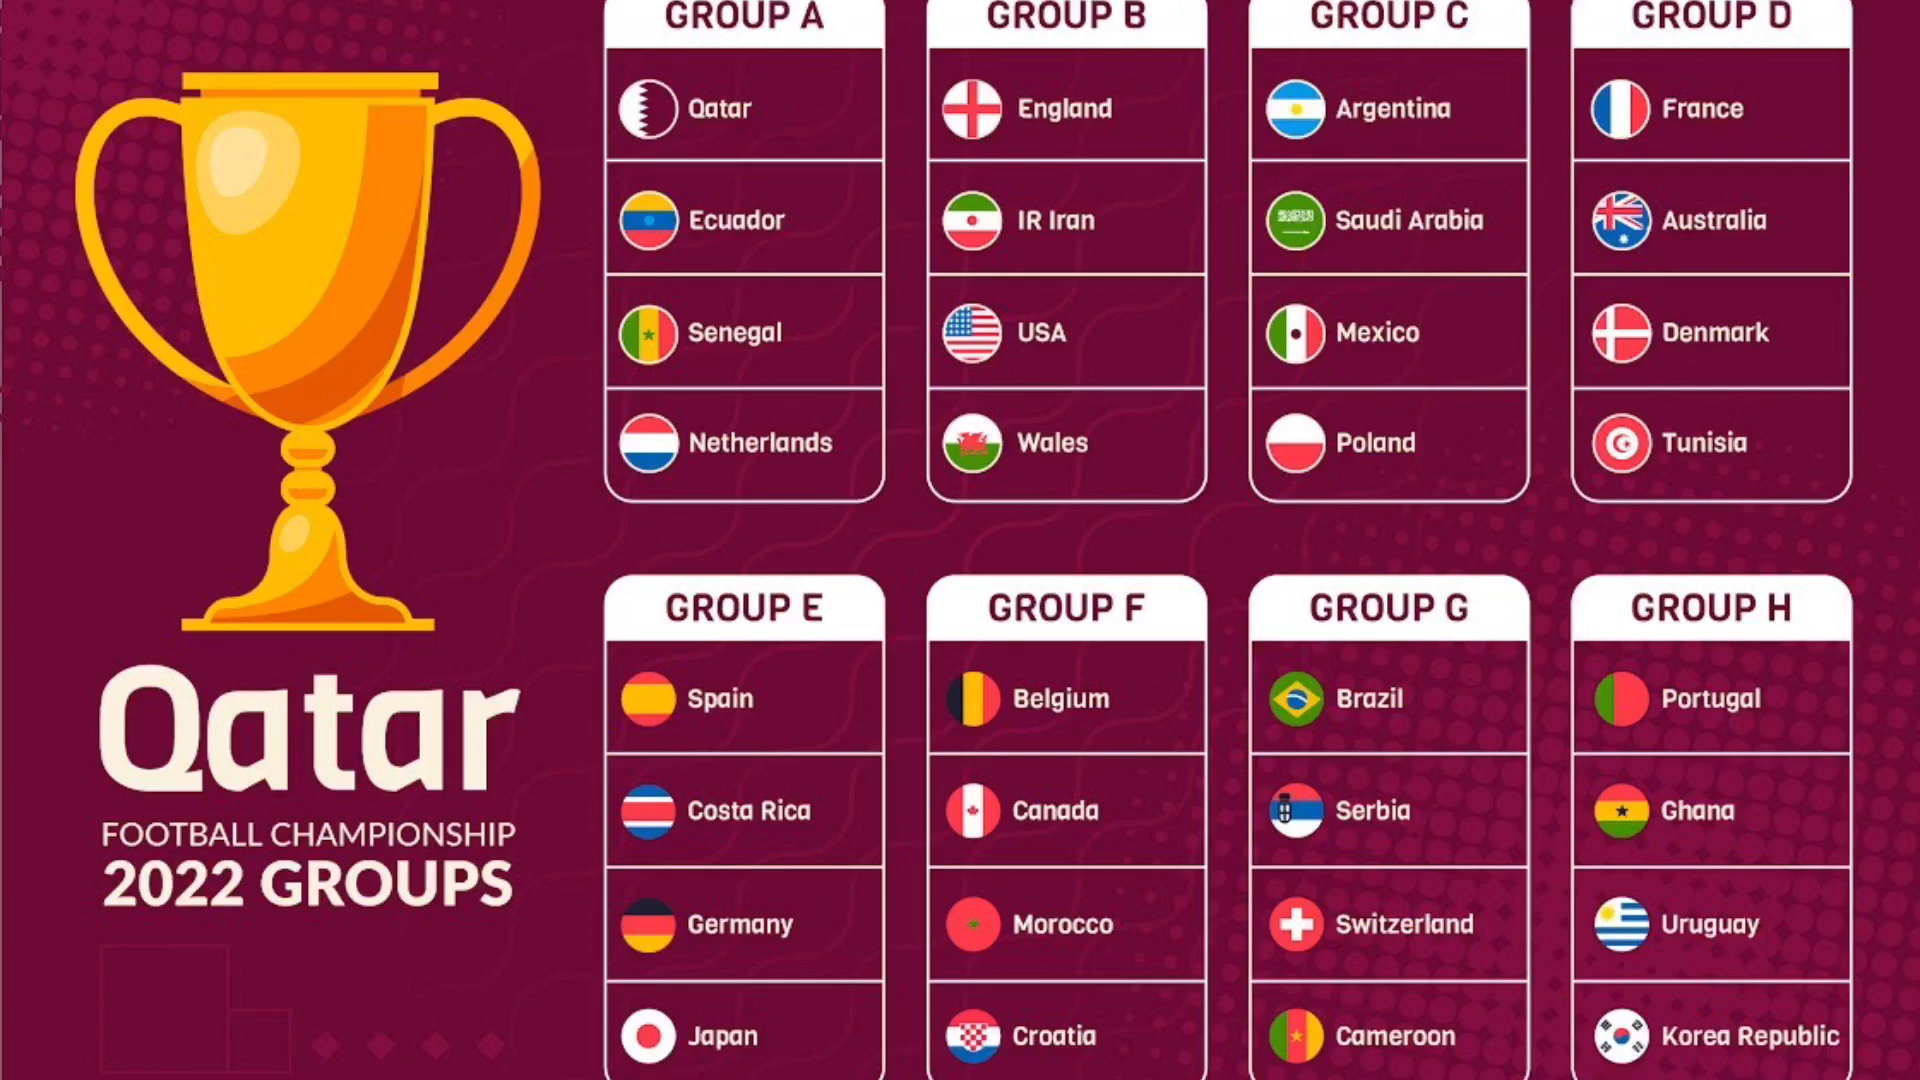 GROUP A
Qatar
Ecuador
Senegal
Netherlands
GROUP B
England
IR Iran
USA
Wales
GROUP C
Argentina
Saudi Arabia
Mexico
Poland
GROUP D
France
Australia
Denmark
Tunisia
Qatar
FOOTBALL CHAMPIONSHIP
2022 GROUPS
GROUP E
Spain
Costa Rica
Germany
Japan
GROUP F
Belgium
Canada
Morocco
Croatia
GROUP G
Brazil
Serbia
Switzerland
Cameroon
GROUP H
Portugal
Ghana
Uruguay
Korea Republic